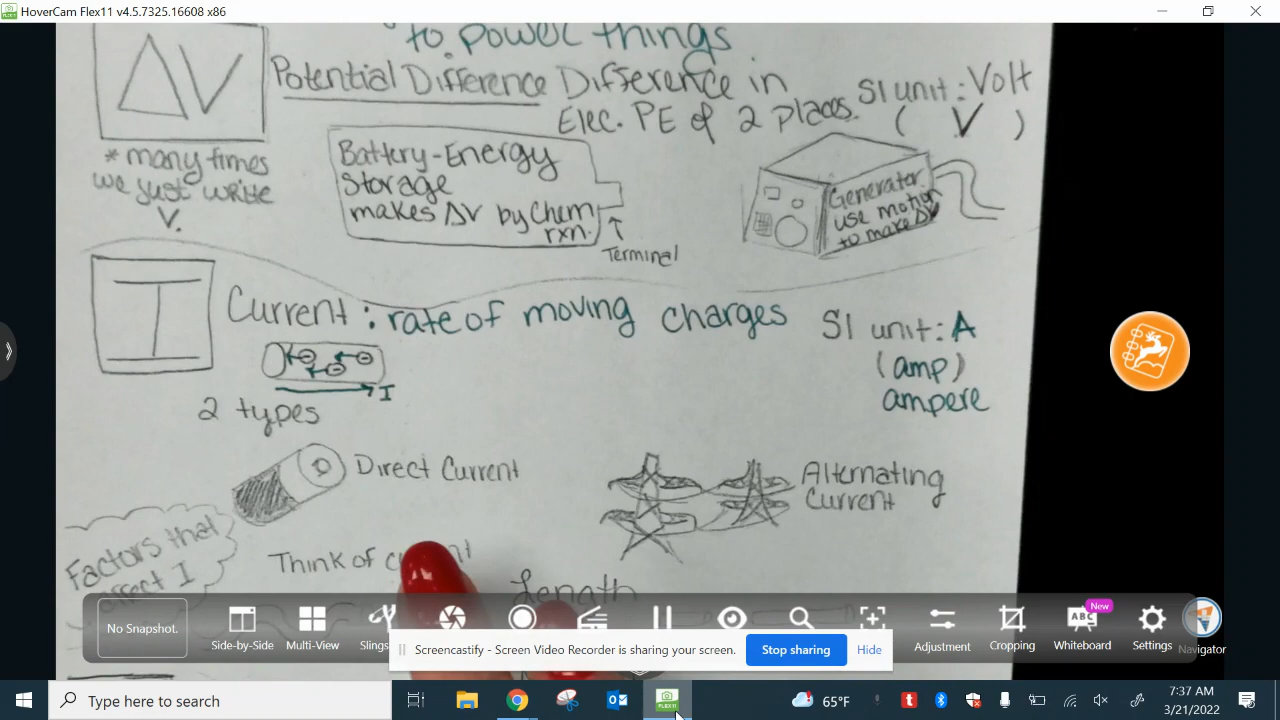 HoverCam Flex11 v4.5.7325.16608 x86
to power things
ΔV
Potential Difference Difference in
Elec. PE of 2 places.
SI unit: Volt
( V )
*many times
we just write
V.
Battery-Energy
Storage
makes ΔV by Chem
rxn.
Terminal
Generator
use motion
to make ΔV
I
Current: rate of moving charges
SI unit: A
(amp)
ampere
I
2 types
Direct Current
Alternating
Current
Factors that
affect I
Think of
Length
No Snapshot.
Side-by-Side
Multi-View
Slings
Adjustment
Cropping
New
ABC
Whiteboard
Settings
Navigator
Screencastify - Screen Video Recorder is sharing your screen.
Stop sharing
Hide
Type here to search
FLEX11
65°F
7:37 AM
3/21/2022